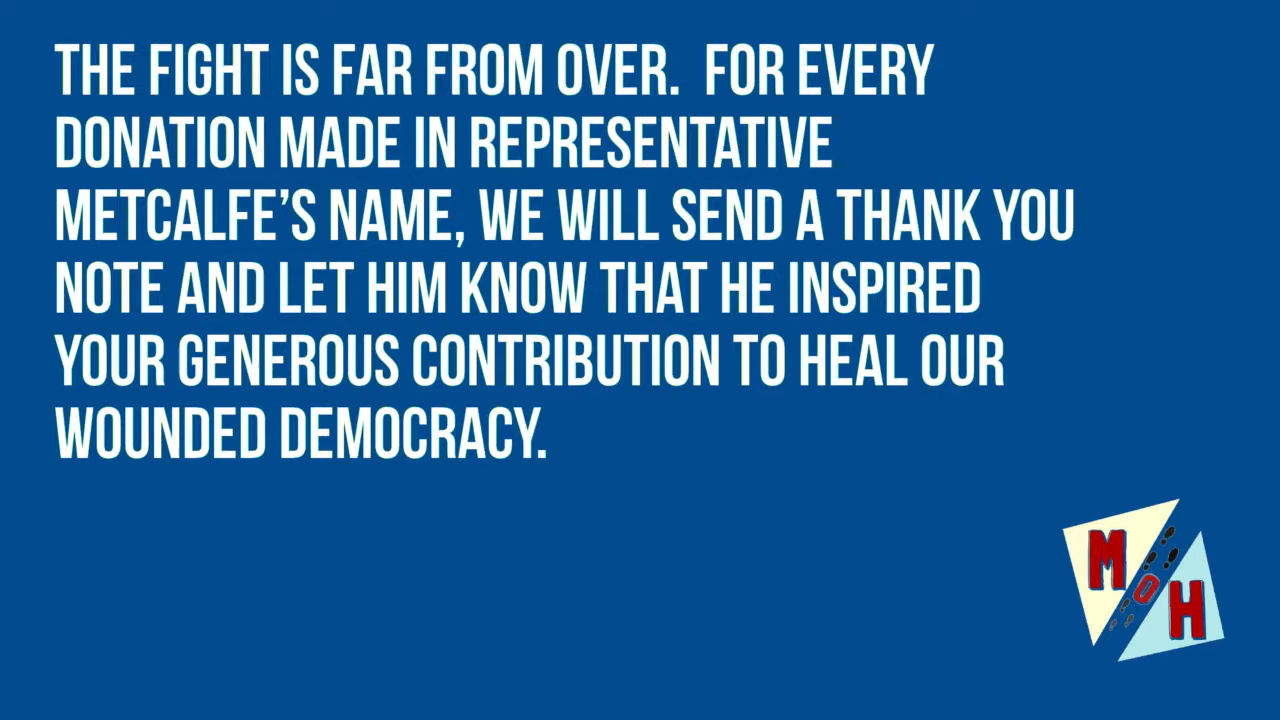 THE FIGHT IS FAR FROM OVER. FOR EVERY
DONATION MADE IN REPRESENTATIVE
METCALFE’S NAME, WE WILL SEND A THANK YOU
NOTE AND LET HIM KNOW THAT HE INSPIRED
YOUR GENEROUS CONTRIBUTION TO HEAL OUR
WOUNDED DEMOCRACY.
MOH